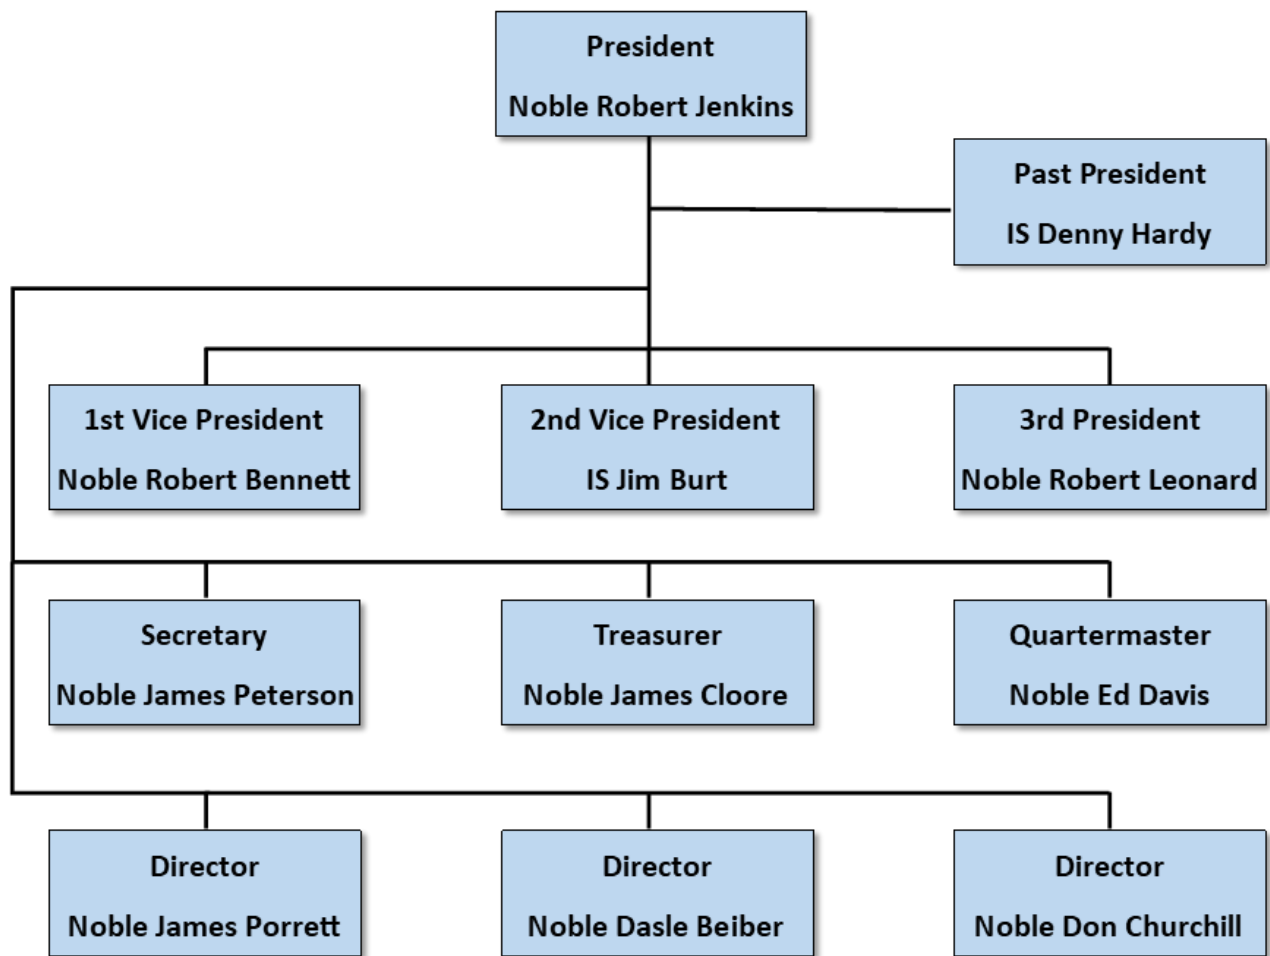 President
Noble Robert Jenkins
Past President
IS Denny Hardy
1st Vice President
Noble Robert Bennett
2nd Vice President
IS Jim Burt
3rd President
Noble Robert Leonard
Secretary
Noble James Peterson
Treasurer
Noble James Cloore
Quartermaster
Noble Ed Davis
Director
Noble James Porrett
Director
Noble Dasle Beiber
Director
Noble Don Churchill